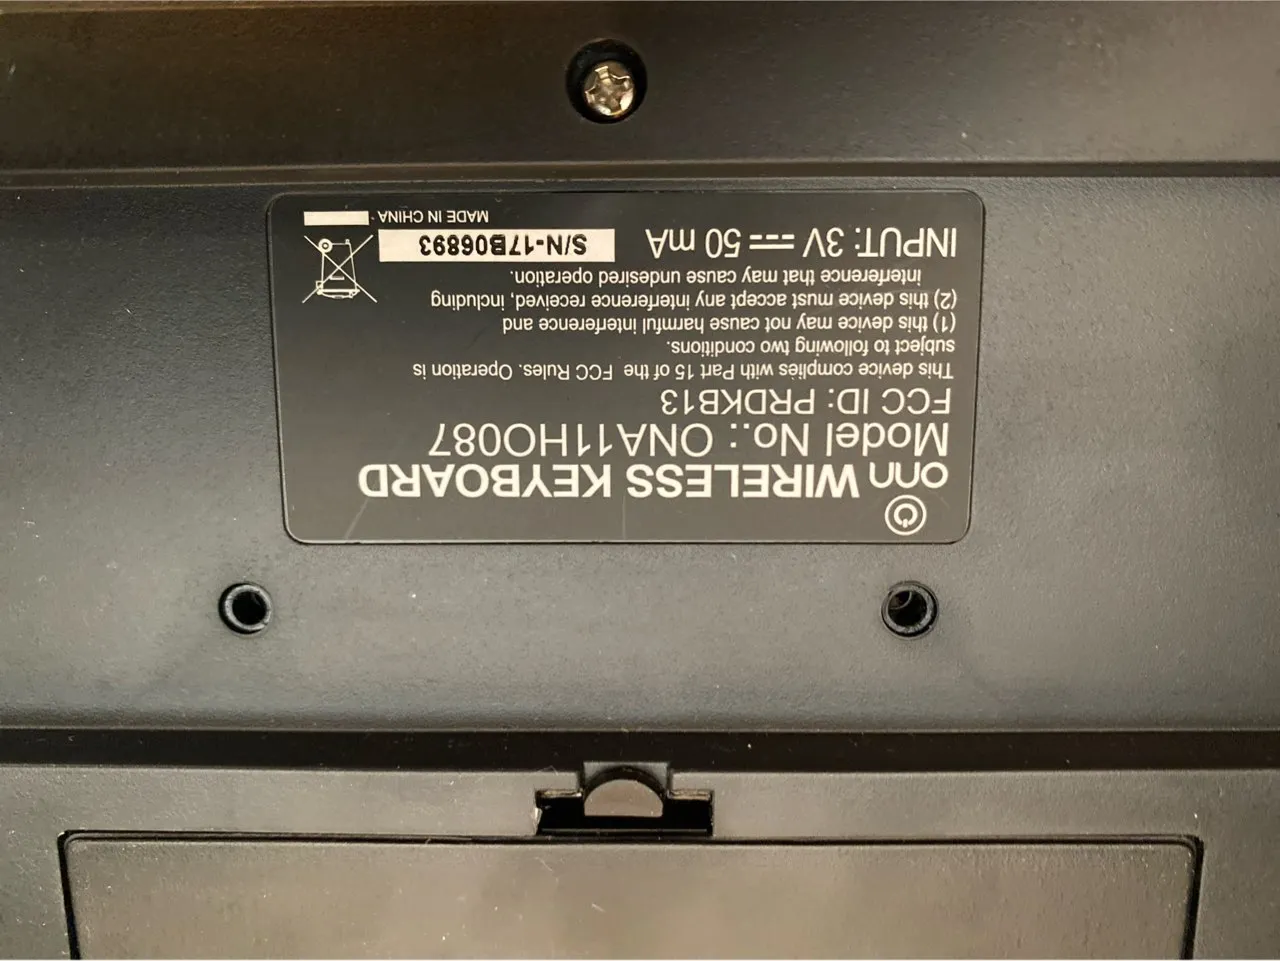 onn WIRELESS KEYBOARD
Model No.: ONA11HO087
FCC ID: PRDKB13
This device complies with Part 15 of the FCC Rules. Operation is
subject to following two conditions.
(1) this device may not cause harmful interference and
(2) this device must accept any interference received, including
interference that may cause undesired operation.
INPUT: 3V ⎓ 50 mA
S/N-17B06893
MADE IN CHINA